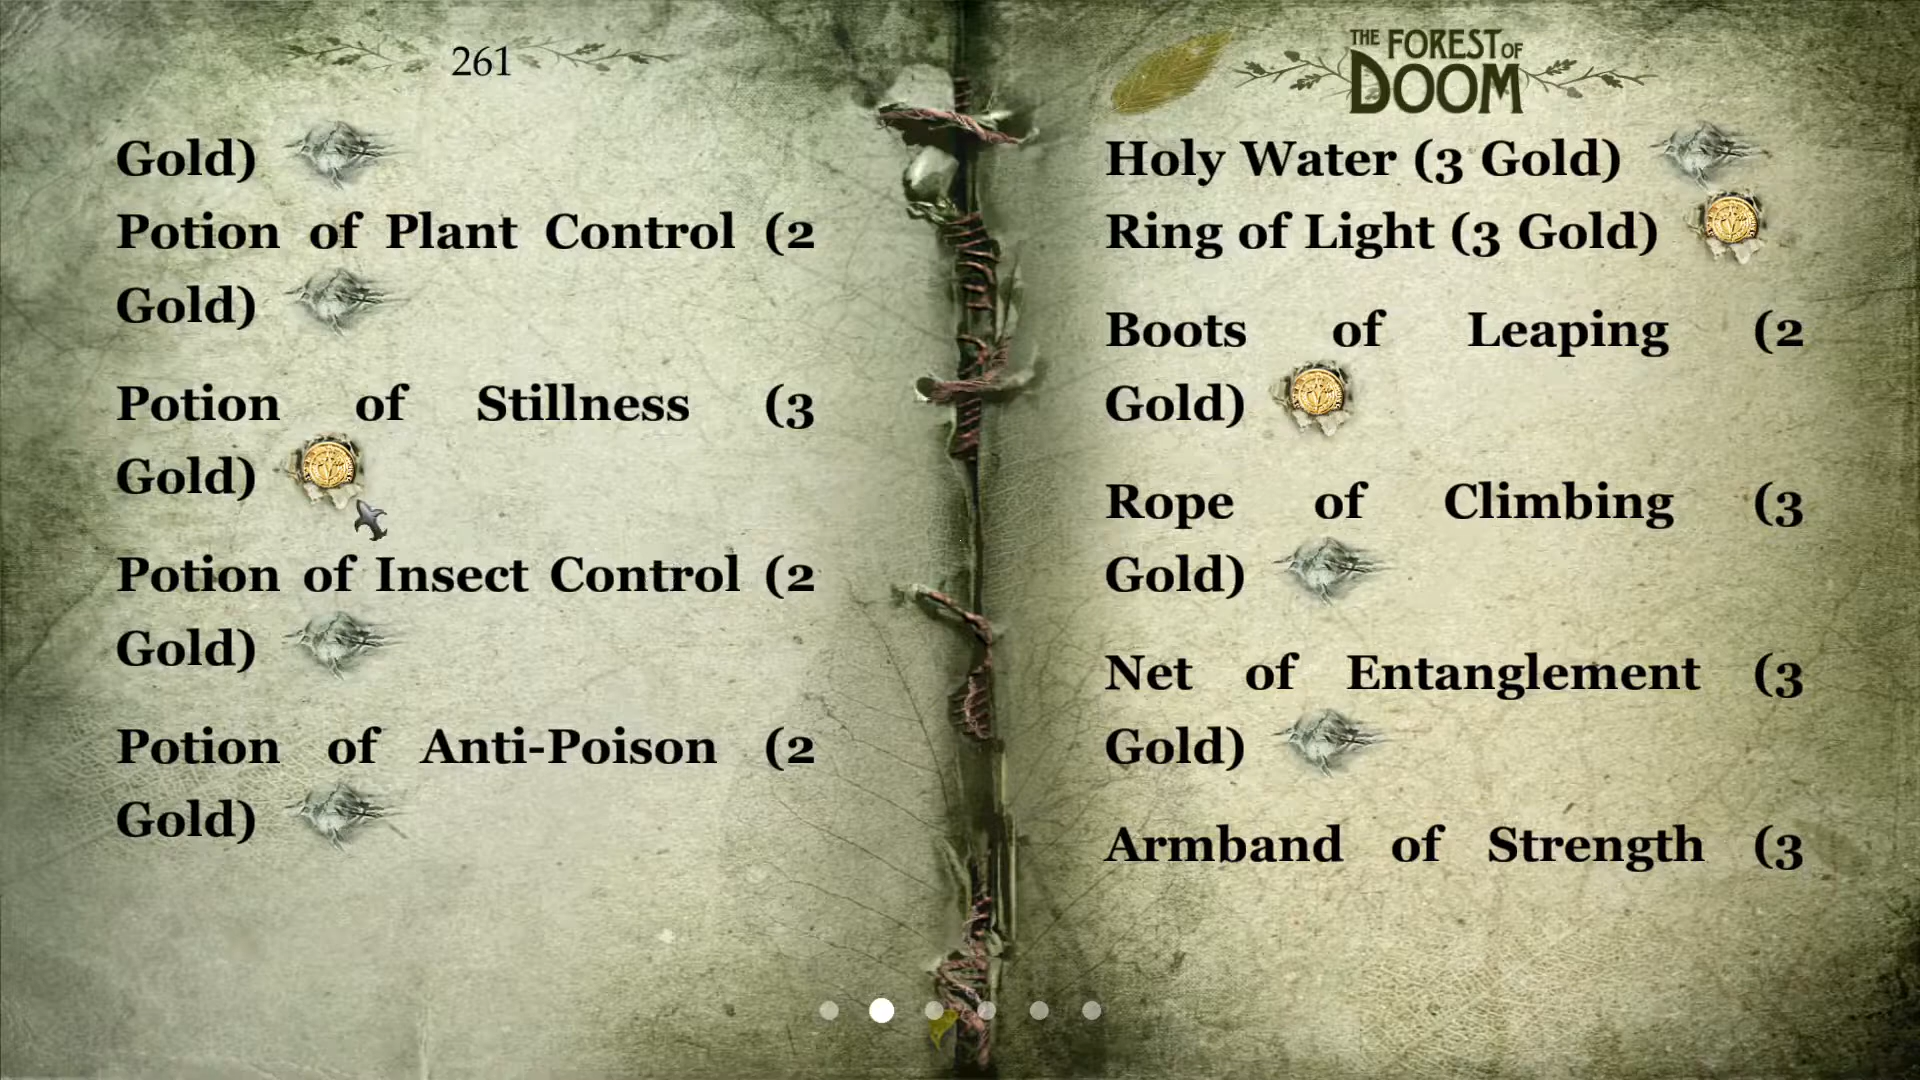 261
Gold)
Potion of Plant Control (2
Gold)
Potion of Stillness (3
Gold)
Potion of Insect Control (2
Gold)
Potion of Anti-Poison (2
Gold)
THE FOREST OF
DOOM
Holy Water (3 Gold)
Ring of Light (3 Gold)
Boots of Leaping (2
Gold)
Rope of Climbing (3
Gold)
Net of Entanglement (3
Gold)
Armband of Strength (3